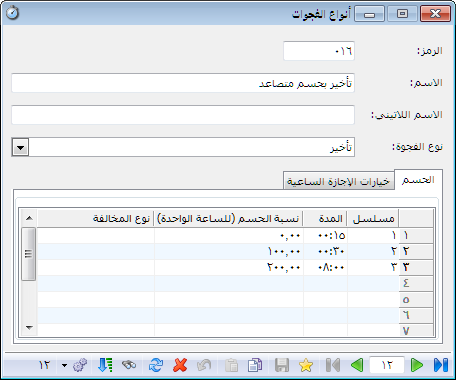 أنواع الفجوات
الرمز: ٠١٦
الاسم: تأخير بحسم متصاعد
الاسم اللاتيني:
نوع الفجوة: تأخير
الحسم خيارات الإجازة الساعية
مسلسل المدة نسبة الحسم (للساعة الواحدة) نوع المخالفة
١ ١ ٠٠:١٥ ٠,٠٠
٢ ٢ ٠٠:٣٠ ١٠٠,٠٠
٣ ٣ ٠٨:٠٠ ٢٠٠,٠٠
٤
٥
٦
٧
١٢ ١٢